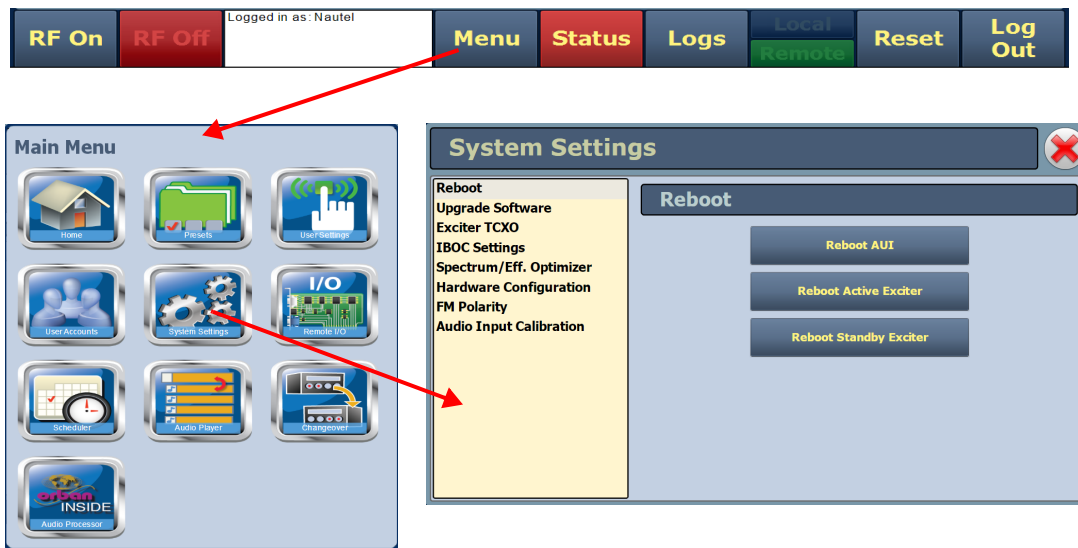 Logged in as: Nautel
RF On
RF Off
Menu
Status
Logs
Local
Remote
Reset
Log
Out
Main Menu
Home
Presets
User Settings
User Accounts
System Settings
I/O
Remote I/O
Scheduler
Audio Player
Changeover
orban
INSIDE
Audio Processor
System Settings
Reboot
Upgrade Software
Exciter TCXO
IBOC Settings
Spectrum/Eff. Optimizer
Hardware Configuration
FM Polarity
Audio Input Calibration
Reboot
Reboot AUI
Reboot Active Exciter
Reboot Standby Exciter